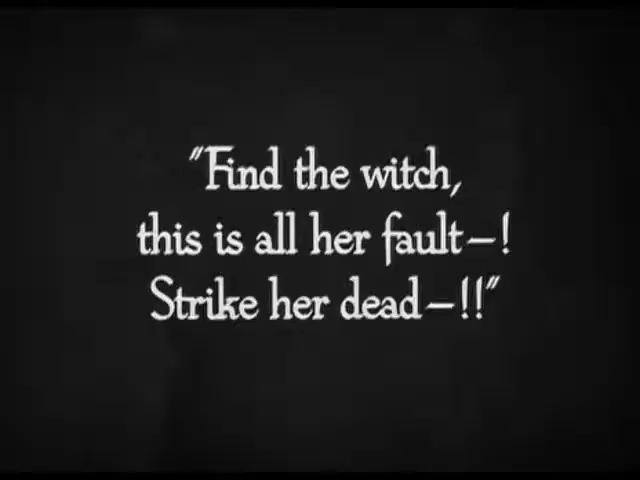 "Find the witch,
this is all her fault—!
Strike her dead—!!"